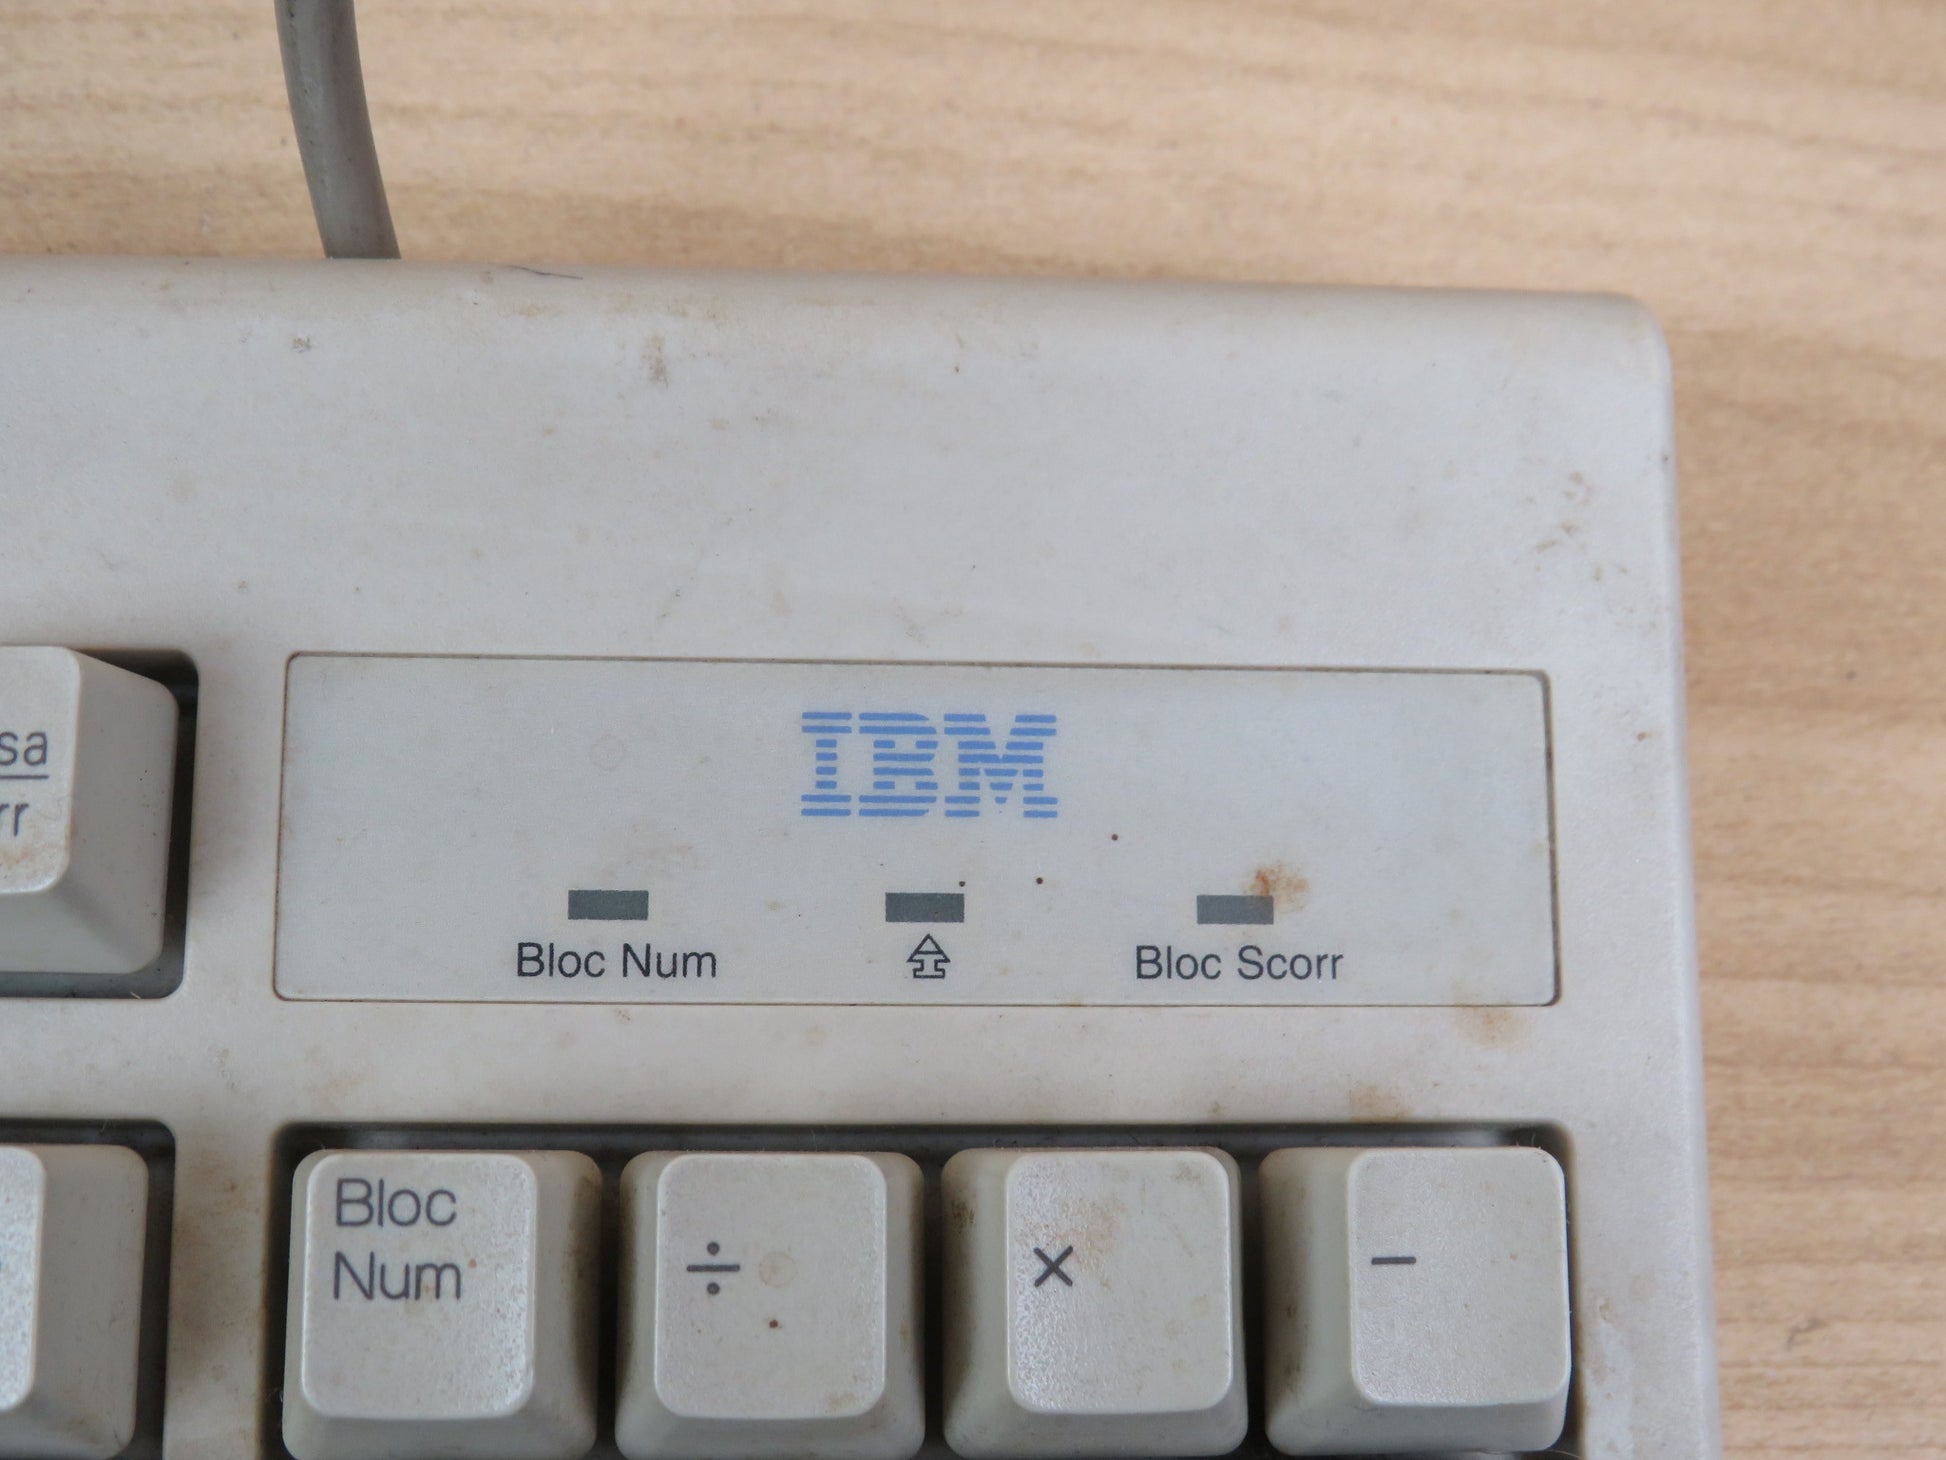 IBM
sa
rr
Bloc Num
Bloc Scorr
Bloc
Num
÷
×
−